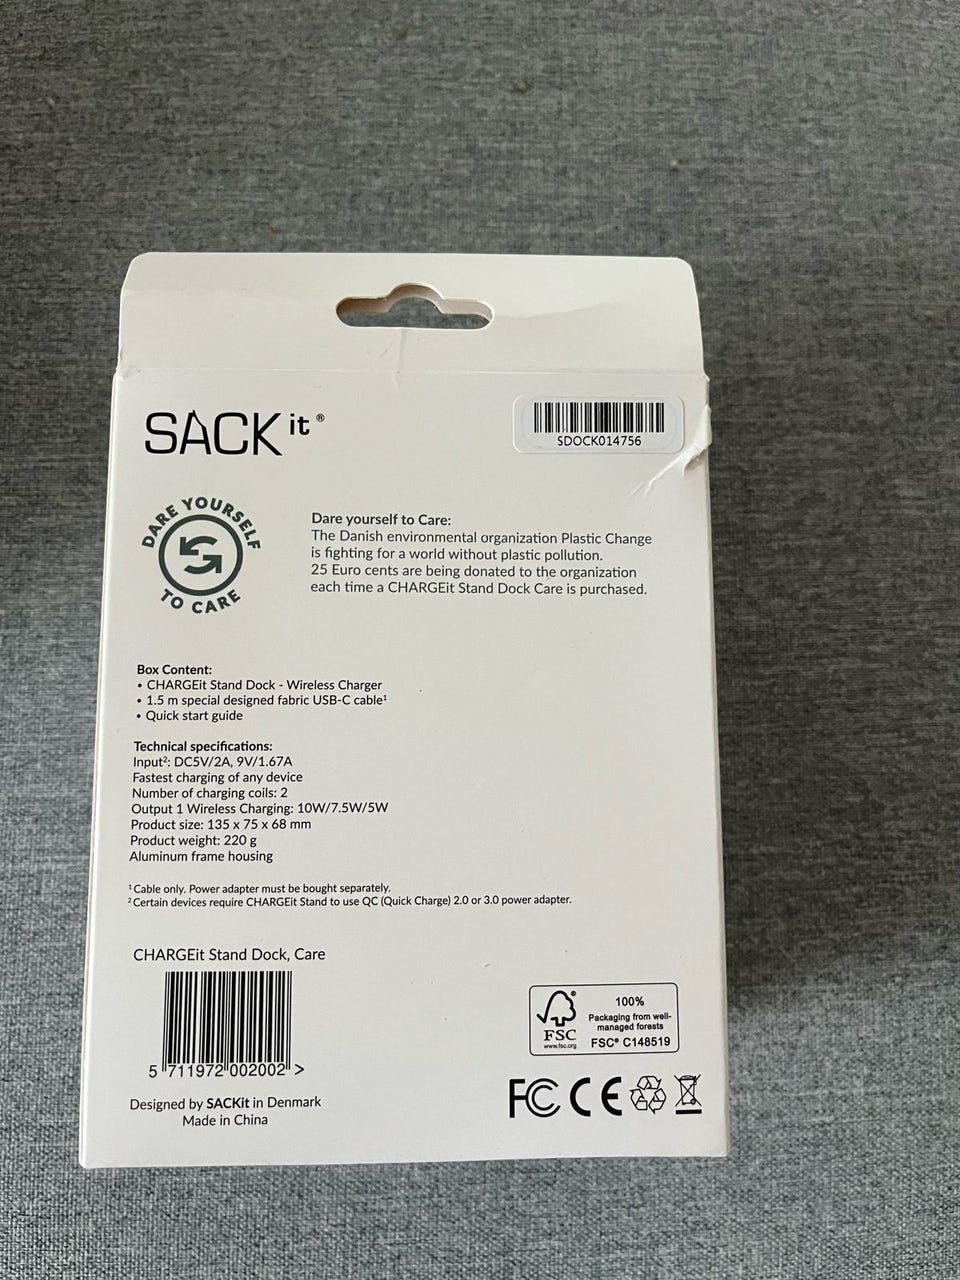 SACKit®
SDOCK014756
DARE YOURSELF
TO CARE
Dare yourself to Care:
The Danish environmental organization Plastic Change
is fighting for a world without plastic pollution.
25 Euro cents are being donated to the organization
each time a CHARGEit Stand Dock Care is purchased.
Box Content:
• CHARGEit Stand Dock - Wireless Charger
• 1.5 m special designed fabric USB-C cable¹
• Quick start guide
Technical specifications:
Input²: DC5V/2A, 9V/1.67A
Fastest charging of any device
Number of charging coils: 2
Output 1 Wireless Charging: 10W/7.5W/5W
Product size: 135 x 75 x 68 mm
Product weight: 220 g
Aluminum frame housing
¹ Cable only. Power adapter must be bought separately.
² Certain devices require CHARGEit Stand to use QC (Quick Charge) 2.0 or 3.0 power adapter.
CHARGEit Stand Dock, Care
5 711972 002002 >
Designed by SACKit in Denmark
Made in China
FSC®
www.fsc.org
100%
Packaging from well-
managed forests
FSC® C148519
FC CE